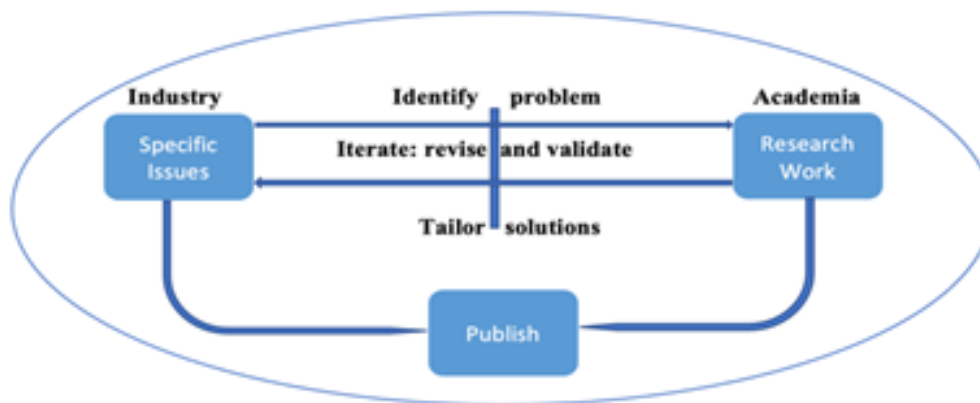 Industry
Identify problem
Academia
Specific
Issues
Iterate: revise and validate
Research
Work
Tailor solutions
Publish